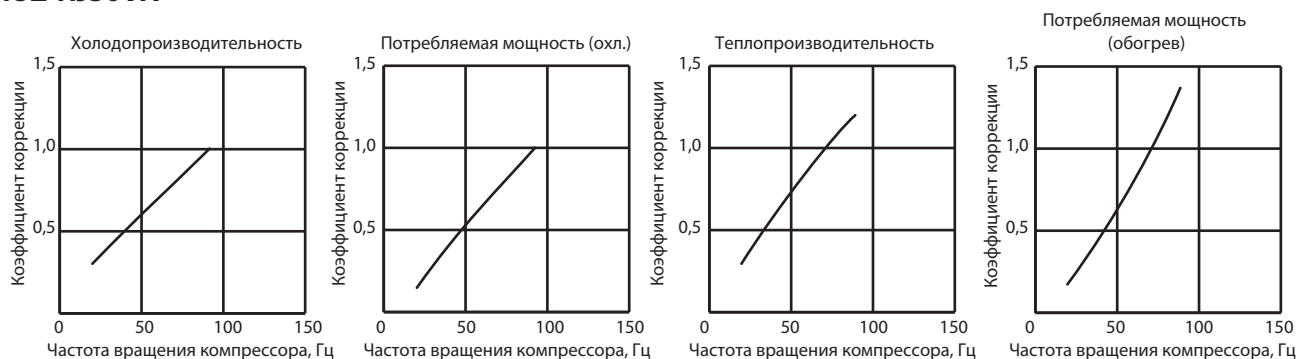 Холодопроизводительность
1,5
1,0
0,5
0
50
100
150
Коэффициент коррекции
Частота вращения компрессора, Гц
Потребляемая мощность (охл.)
1,5
1,0
0,5
0
50
100
150
Коэффициент коррекции
Частота вращения компрессора, Гц
Теплопроизводительность
1,5
1,0
0,5
0
50
100
150
Коэффициент коррекции
Частота вращения компрессора, Гц
Потребляемая мощность
(обогрев)
1,5
1,0
0,5
0
50
100
150
Коэффициент коррекции
Частота вращения компрессора, Гц